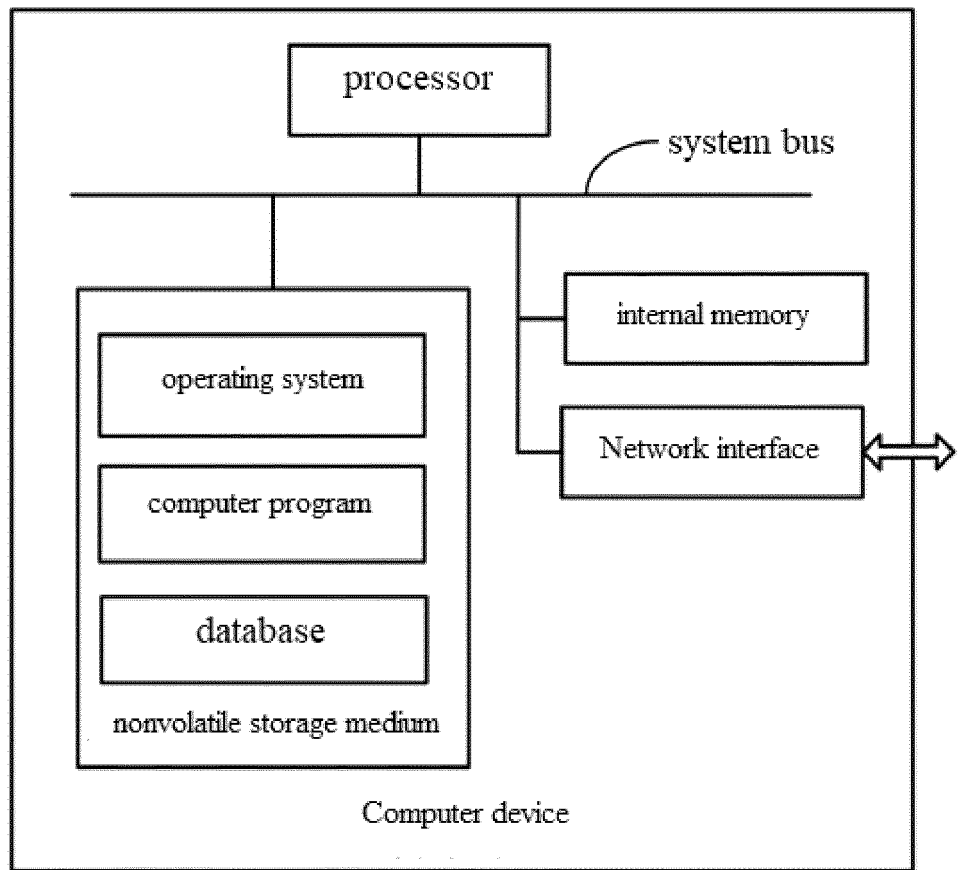 processor
system bus
internal memory
operating system
Network interface
computer program
database
nonvolatile storage medium
Computer device